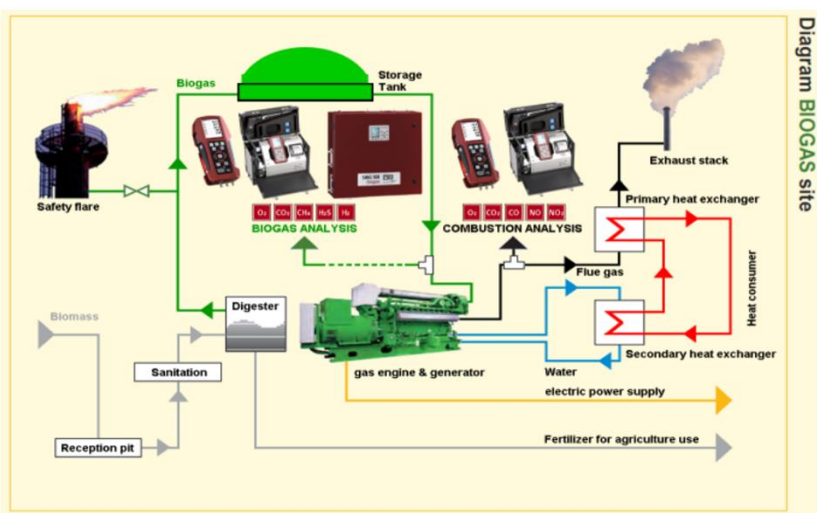 Diagram BIOGAS site
Biogas
Storage
Tank
Safety flare
O₂ CO₂ CH₄ H₂S H₂
BIOGAS ANALYSIS
O₂ CO₂ CO NO NO₂
COMBUSTION ANALYSIS
Exhaust stack
Primary heat exchanger
Flue gas
Heat consumer
Biomass
Digester
Sanitation
gas engine & generator
Water
Secondary heat exchanger
electric power supply
Reception pit
Fertilizer for agriculture use